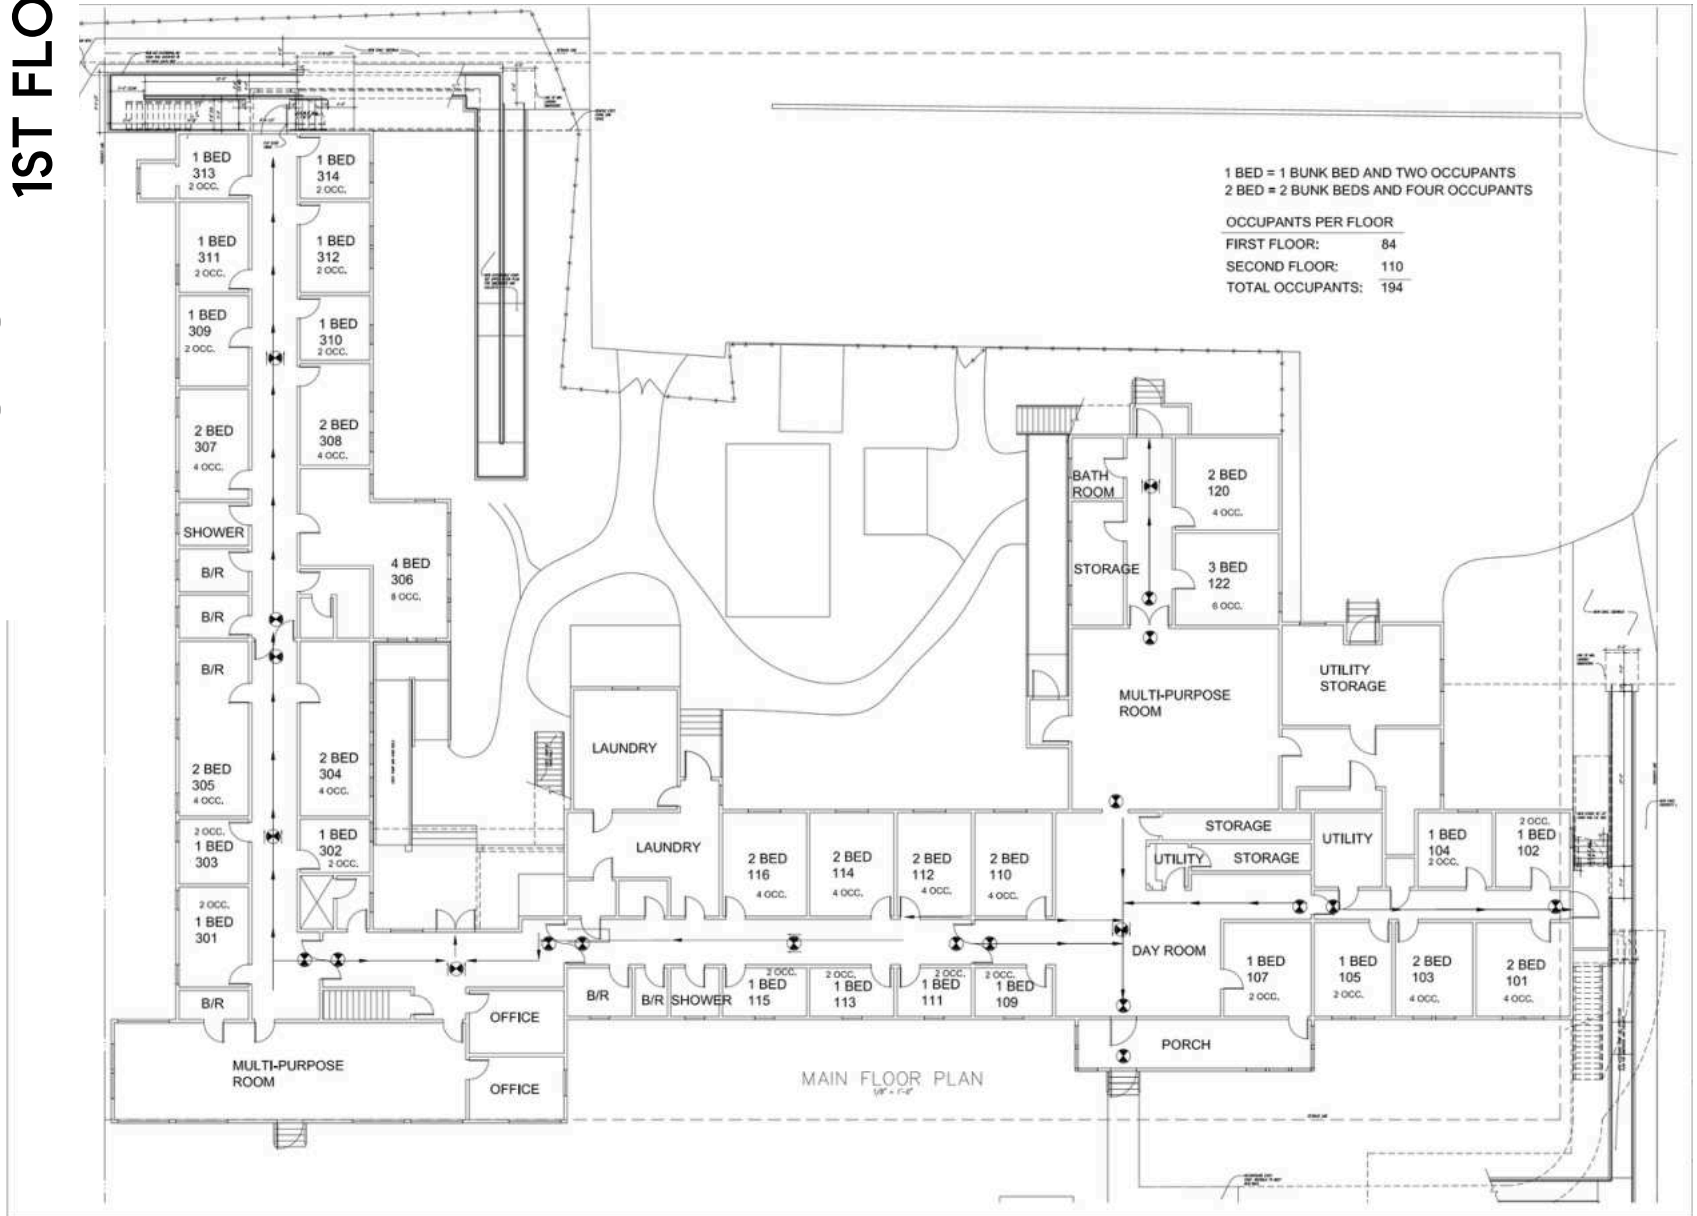 1ST FLO
1 BED = 1 BUNK BED AND TWO OCCUPANTS
2 BED = 2 BUNK BEDS AND FOUR OCCUPANTS
OCCUPANTS PER FLOOR
FIRST FLOOR: 84
SECOND FLOOR: 110
TOTAL OCCUPANTS: 194
1 BED
313
2 OCC.
1 BED
314
2 OCC.
1 BED
311
2 OCC.
1 BED
312
2 OCC.
1 BED
309
2 OCC.
1 BED
310
2 OCC.
2 BED
307
4 OCC.
2 BED
308
4 OCC.
SHOWER
B/R
B/R
B/R
4 BED
306
8 OCC.
2 BED
305
4 OCC.
2 BED
304
4 OCC.
2 OCC.
1 BED
303
1 BED
302
2 OCC.
2 OCC.
1 BED
301
B/R
MULTI-PURPOSE
ROOM
OFFICE
OFFICE
LAUNDRY
LAUNDRY
2 BED
116
4 OCC.
2 BED
114
4 OCC.
2 BED
112
4 OCC.
2 BED
110
4 OCC.
B/R
B/R
SHOWER
2 OCC.
1 BED
115
2 OCC.
1 BED
113
2 OCC.
1 BED
111
2 OCC.
1 BED
109
BATH
ROOM
STORAGE
2 BED
120
4 OCC.
3 BED
122
6 OCC.
MULTI-PURPOSE
ROOM
UTILITY
STORAGE
STORAGE
UTILITY
STORAGE
UTILITY
1 BED
104
2 OCC.
2 OCC.
1 BED
102
DAY ROOM
1 BED
107
2 OCC.
1 BED
105
2 OCC.
2 BED
103
4 OCC.
2 BED
101
4 OCC.
PORCH
MAIN FLOOR PLAN
1/8" = 1'-0"